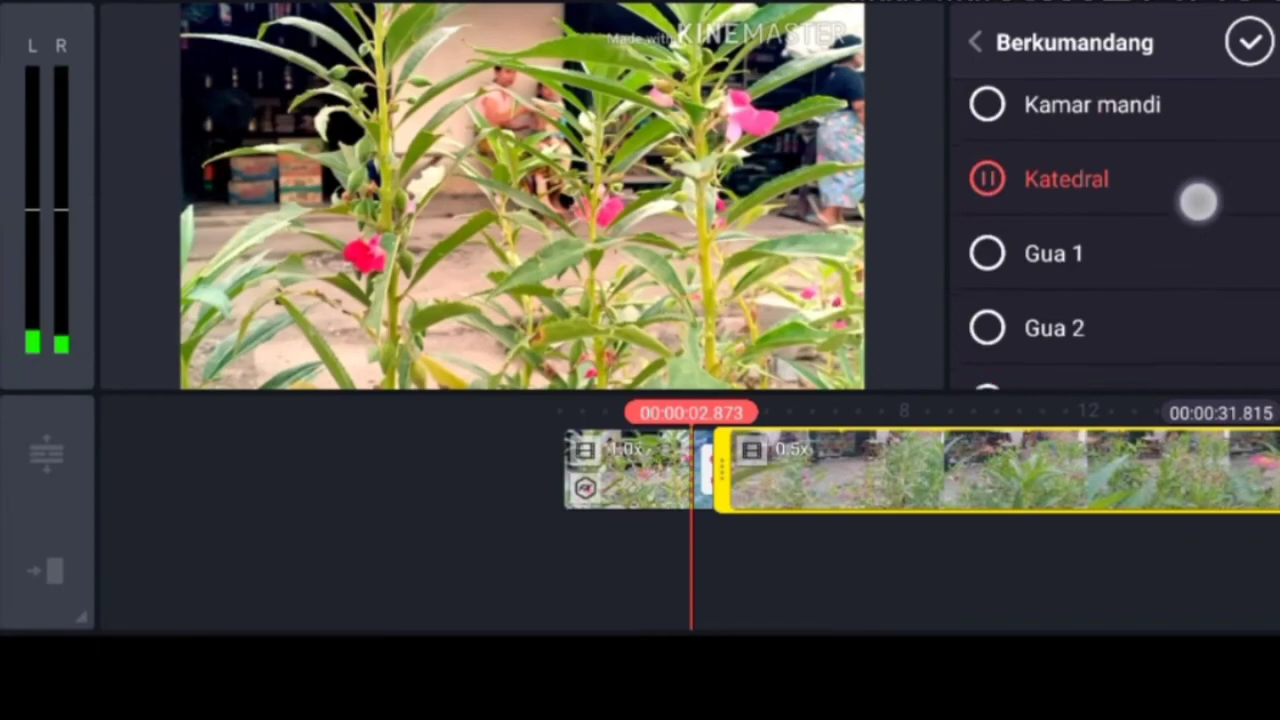 L R
Made with KINEMASTER
Berkumandang
Kamar mandi
Katedral
Gua 1
Gua 2
00:00:02.873
8
12
00:00:31.815
1.0x
0.5x